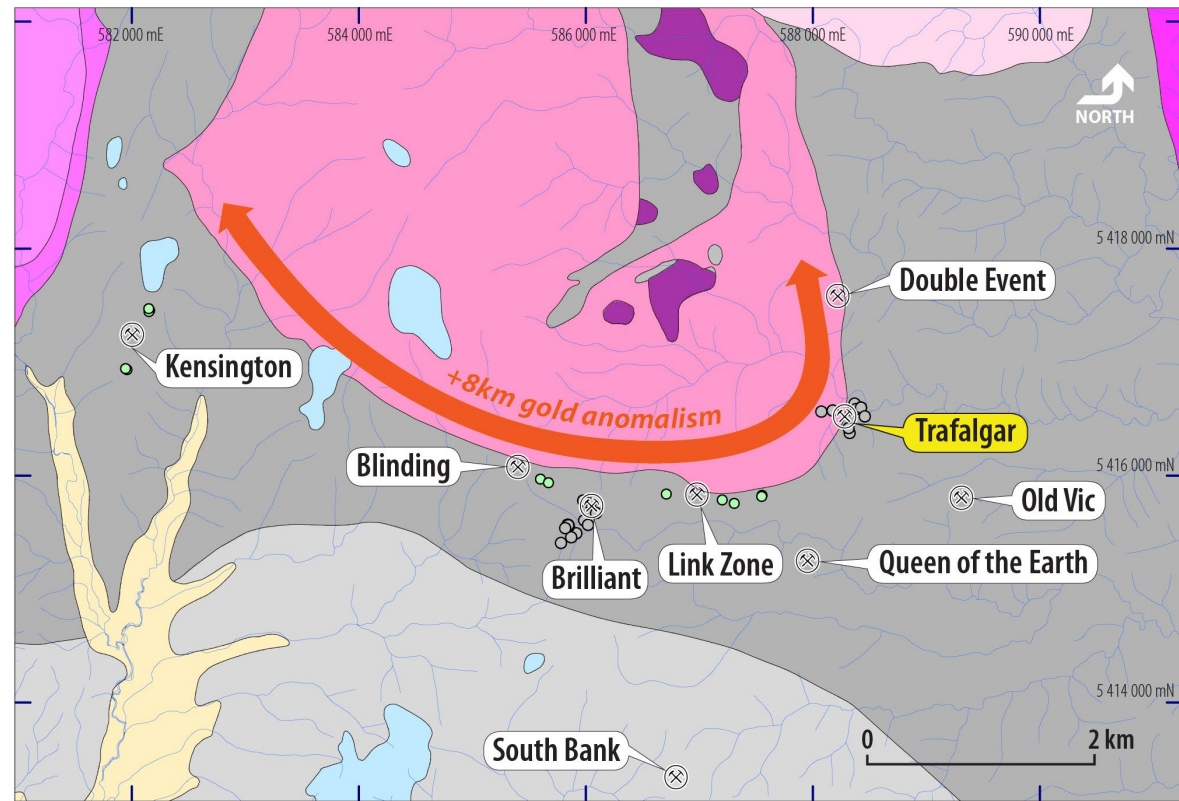 582 000 mE
584 000 mE
586 000 mE
588 000 mE
590 000 mE
NORTH
5 418 000 mN
Double Event
Kensington
+8km gold anomalism
Trafalgar
Blinding
5 416 000 mN
Old Vic
Link Zone
Queen of the Earth
Brilliant
5 414 000 mN
South Bank
0
2 km